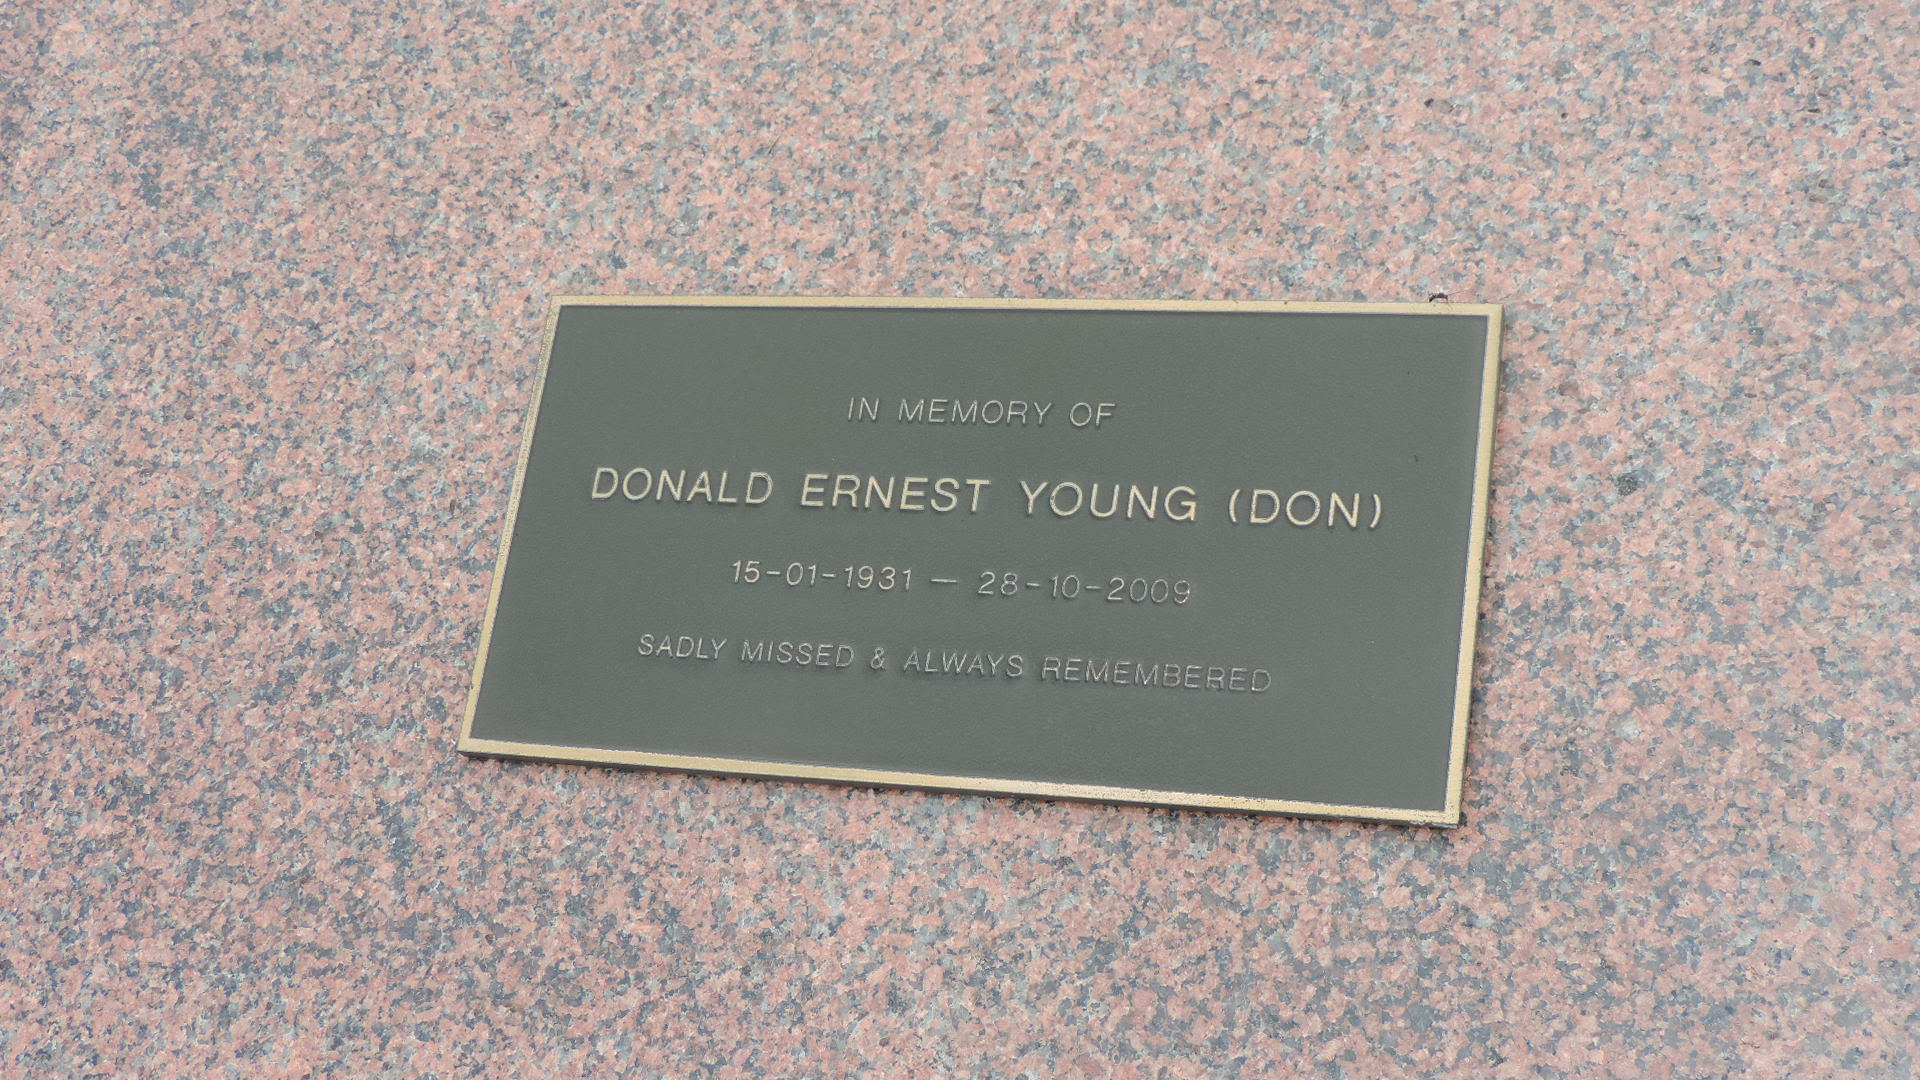 IN MEMORY OF
DONALD ERNEST YOUNG (DON)
15-01-1931 — 28-10-2009
SADLY MISSED & ALWAYS REMEMBERED